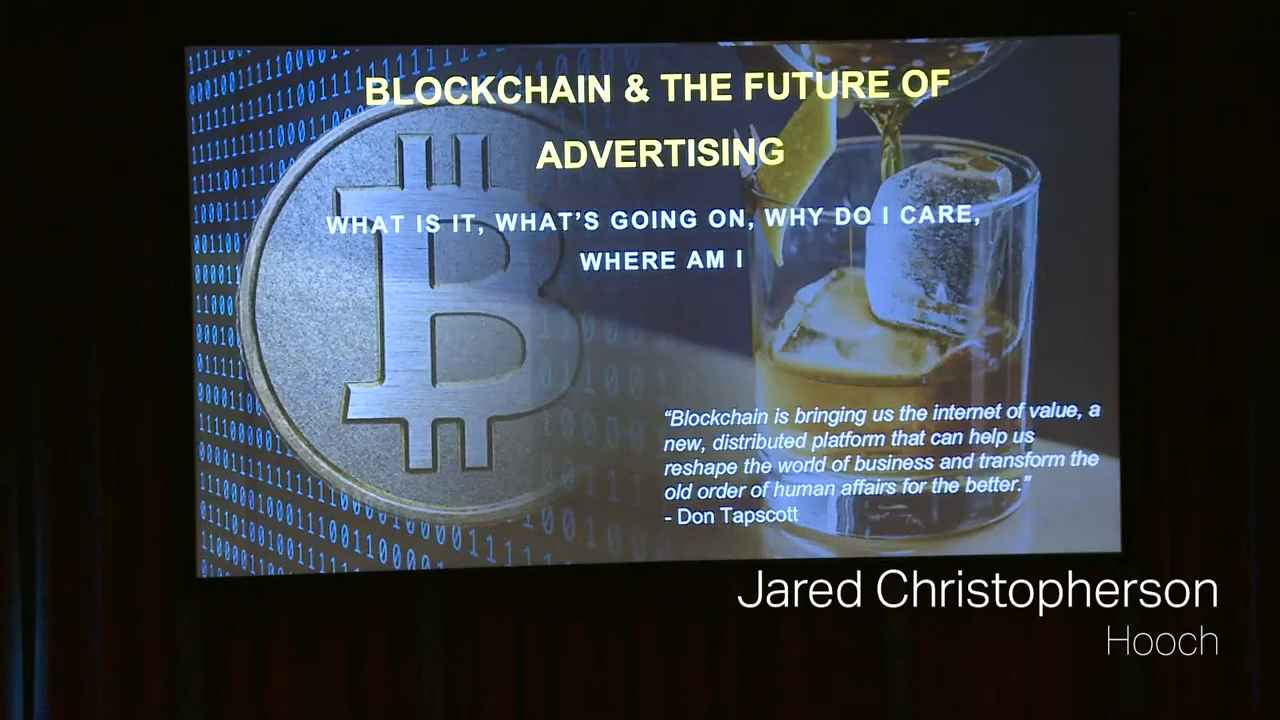 BLOCKCHAIN & THE FUTURE OF
ADVERTISING
WHAT IS IT, WHAT'S GOING ON, WHY DO I CARE,
WHERE AM I
“Blockchain is bringing us the internet of value, a
new, distributed platform that can help us
reshape the world of business and transform the
old order of human affairs for the better.”
- Don Tapscott
Jared Christopherson
Hooch